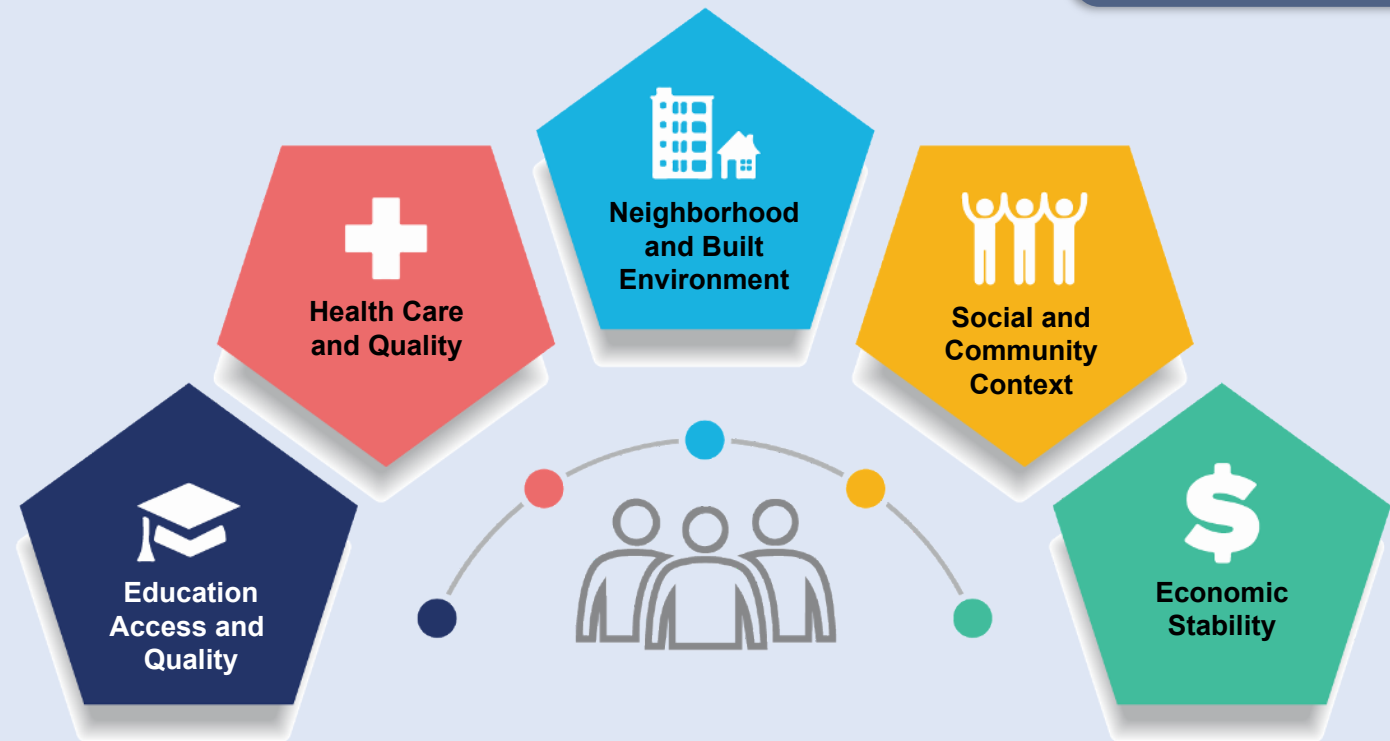 Neighborhood
and Built
Environment
Health Care
and Quality
Social and
Community
Context
Education
Access and
Quality
Economic
Stability